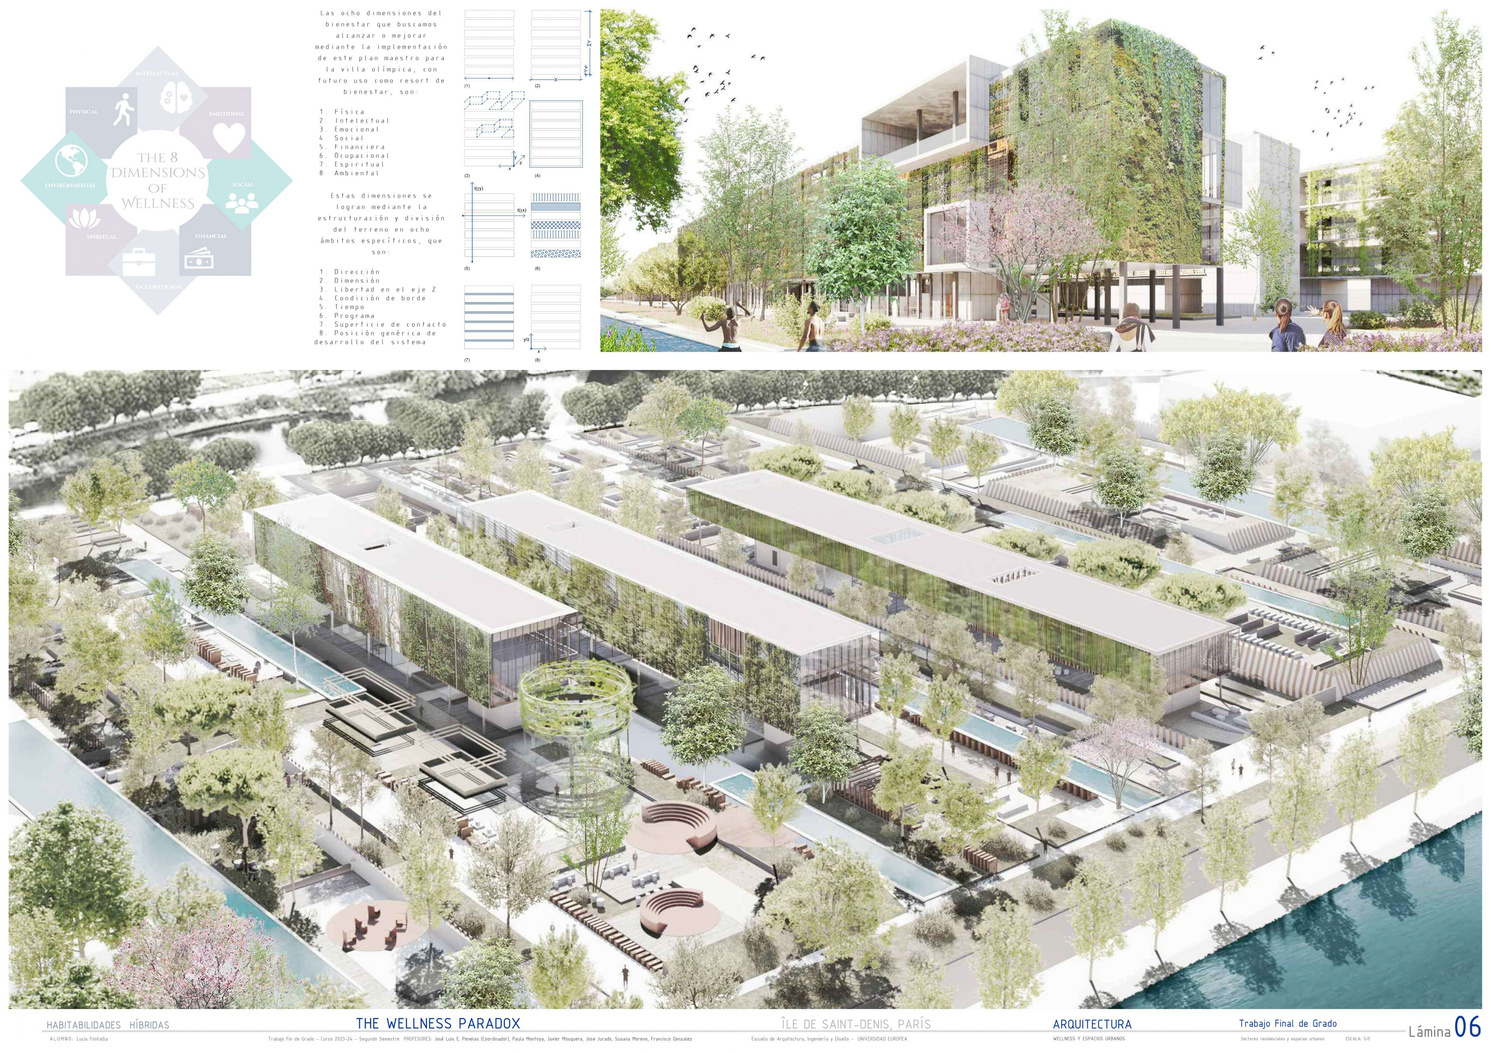 INTELLECTUAL
PHYSICAL
EMOTIONAL
THE 8
DIMENSIONS
OF
WELLNESS
ENVIRONMENTAL
SOCIAL
SPIRITUAL
FINANCIAL
OCCUPATIONAL
Las ocho dimensiones del
bienestar que buscamos
alcanzar o mejorar
mediante la implementación
de este plan maestro para
la villa olímpica, con
futuro uso como resort de
bienestar, son:
1. Física
2. Intelectual
3. Emocional
4. Social
5. Financiera
6. Ocupacional
7. Espiritual
8 Ambiental
Estas dimensiones se
logran mediante la
estructuración y división
del terreno en ocho
ámbitos específicos, que
son:
1. Dirección
2. Dimensión
3. Libertad en el eje Z
4. Condición de borde
5. Tiempo
6. Programa
7. Superficie de contacto
8. Posición genérica de
desarrollo del sistema
(1)
(2)
(3)
(4)
(5)
(6)
(7)
(8)
HABITABILIDADES HÍBRIDAS
THE WELLNESS PARADOX
ÎLE DE SAINT-DENIS, PARÍS
ARQUITECTURA
Trabajo Final de Grado
Lámina 06
ALUMNO: Lucía Fontalba
Trabajo Fin de Grado - Curso 2023-24 - Segundo Semestre PROFESORES: José Luis E. Penelas (Coordinador), Paula Montoya, Javier Mosquera, Jose Jurado, Susana Moreno, Francisco González
Escuela de Arquitectura, Ingeniería y Diseño - UNIVERSIDAD EUROPEA
WELLNESS Y ESPACIOS URBANOS
Sectores residenciales y espacios urbanos
ESCALA: S/E